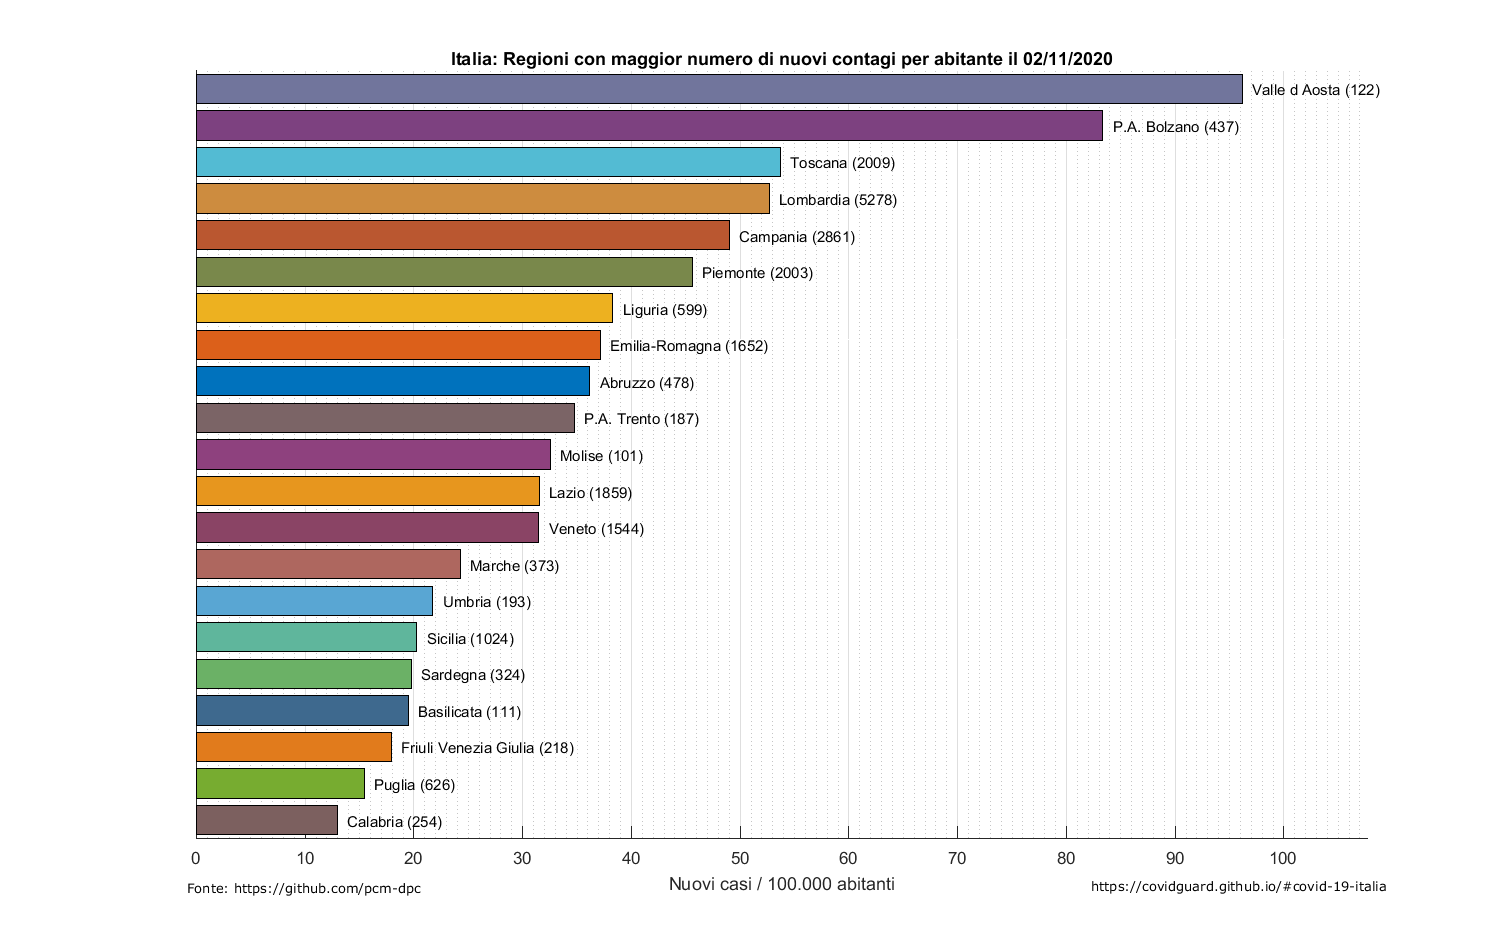 Italia: Regioni con maggior numero di nuovi contagi per abitante il 02/11/2020
Valle d Aosta (122)
P.A. Bolzano (437)
Toscana (2009)
Lombardia (5278)
Campania (2861)
Piemonte (2003)
Liguria (599)
Emilia-Romagna (1652)
Abruzzo (478)
P.A. Trento (187)
Molise (101)
Lazio (1859)
Veneto (1544)
Marche (373)
Umbria (193)
Sicilia (1024)
Sardegna (324)
Basilicata (111)
Friuli Venezia Giulia (218)
Puglia (626)
Calabria (254)
0 10 20 30 40 50 60 70 80 90 100
Nuovi casi / 100.000 abitanti
Fonte: https://github.com/pcm-dpc
https://covidguard.github.io/#covid-19-italia